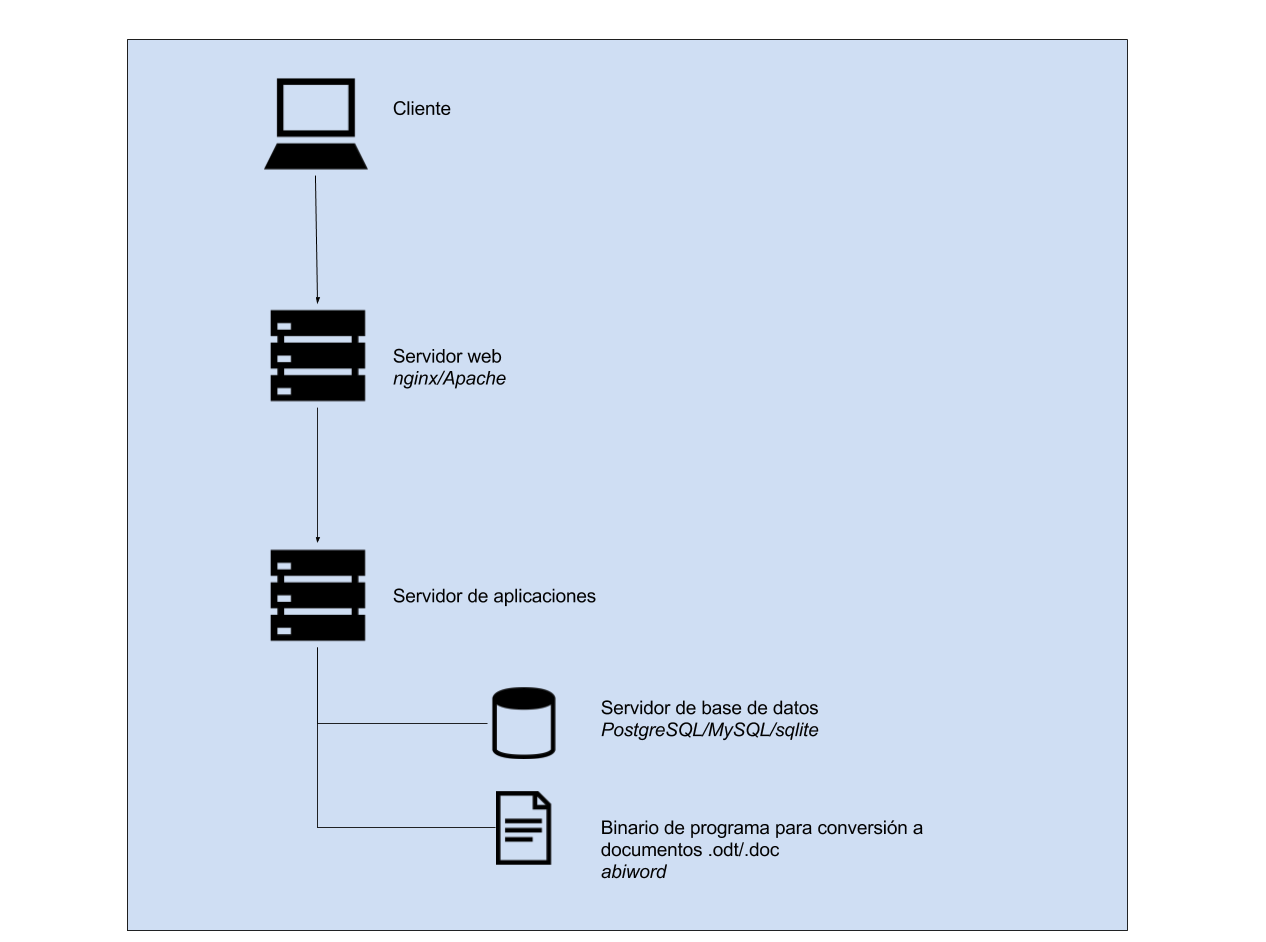 Cliente
Servidor web
nginx/Apache
Servidor de aplicaciones
Servidor de base de datos
PostgreSQL/MySQL/sqlite
Binario de programa para conversión a
documentos .odt/.doc
abiword